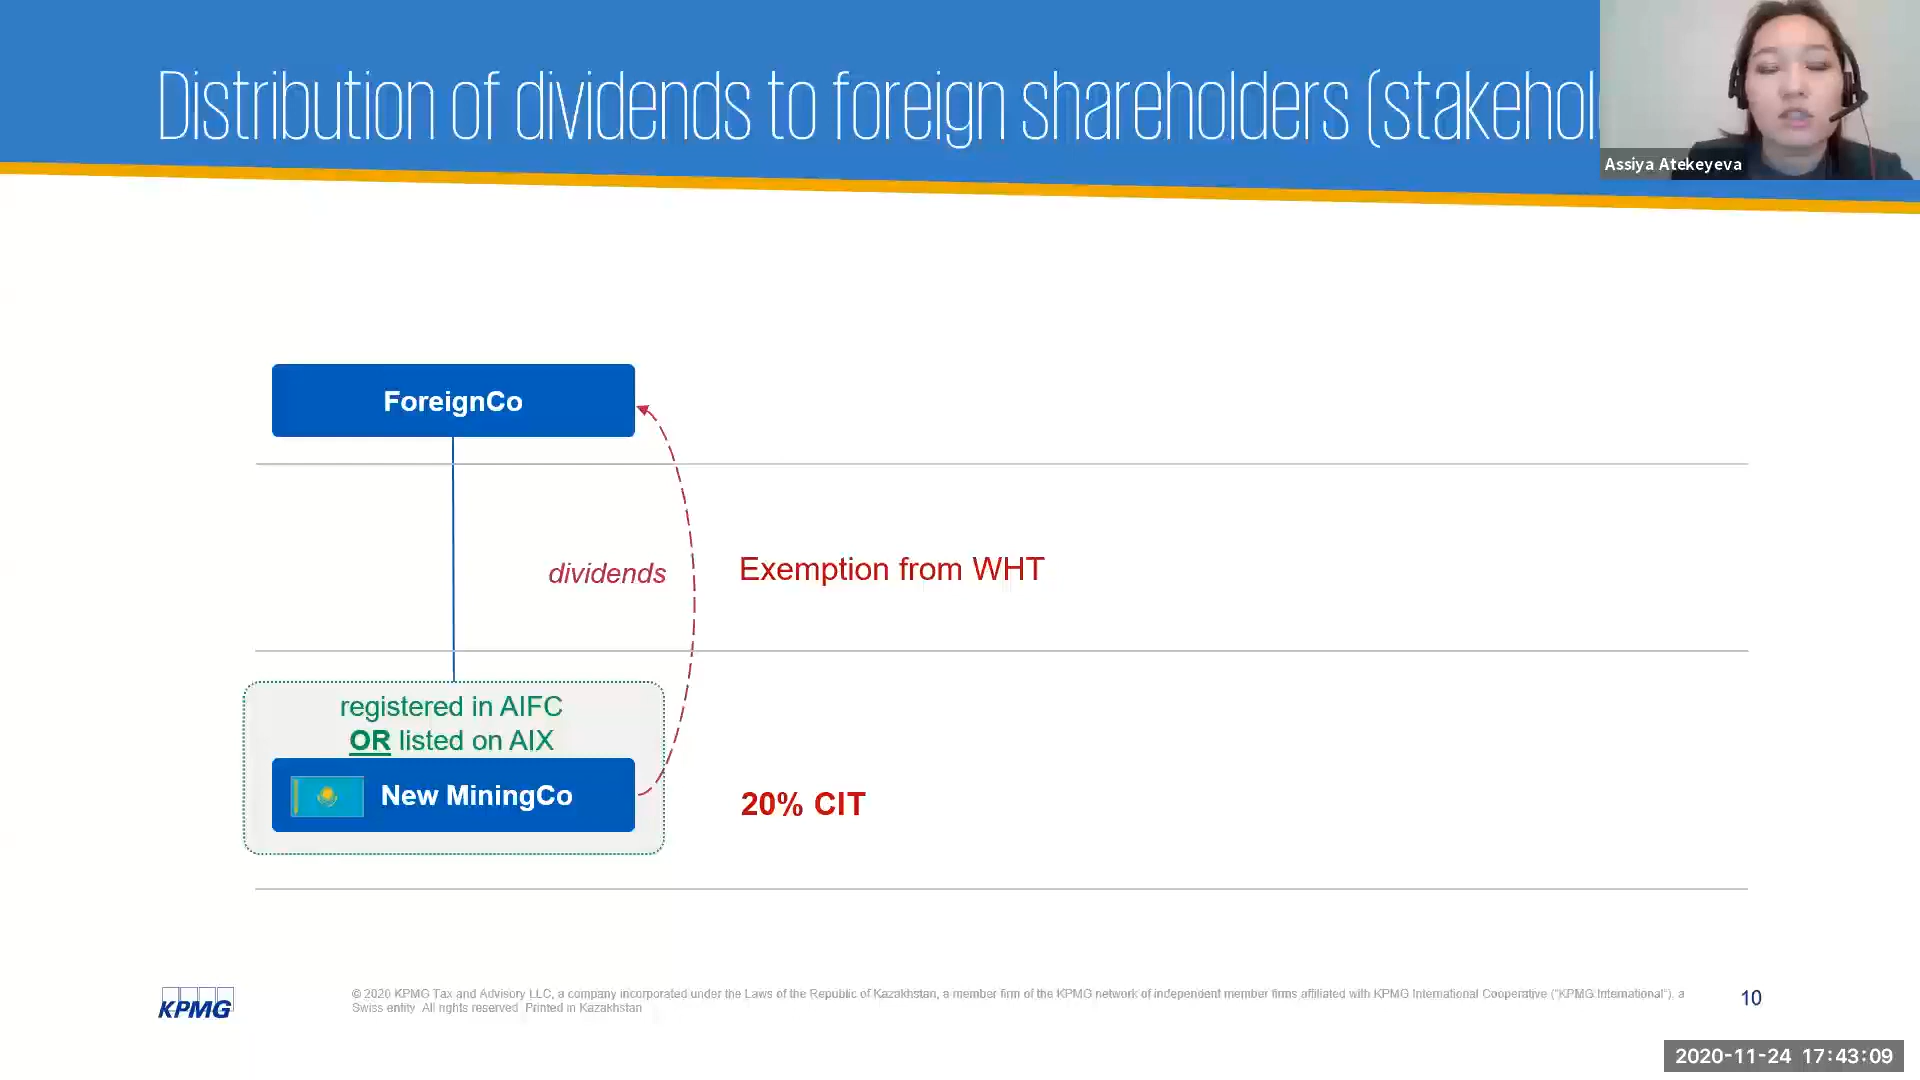 Distribution of dividends to foreign shareholders (stakehol
Assiya Atekeyeva
ForeignCo
dividends
Exemption from WHT
registered in AIFC
OR listed on AIX
New MiningCo
20% CIT
KPMG
© 2020 KPMG Tax and Advisory LLC, a company incorporated under the Laws of the Republic of Kazakhstan, a member firm of the KPMG network of independent member firms affiliated with KPMG International Cooperative ("KPMG International"), a
Swiss entity. All rights reserved. Printed in Kazakhstan
10
2020-11-24 17:43:09